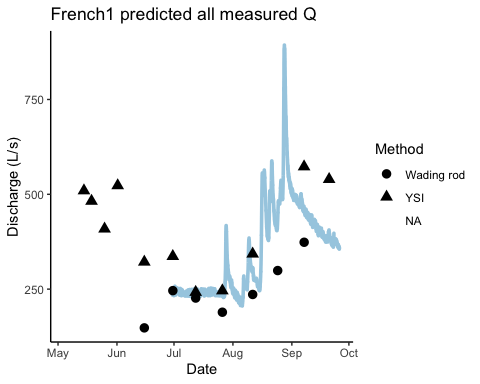 French1 predicted all measured Q
Discharge (L/s)
750
500
250
May Jun Jul Aug Sep Oct
Date
Method
Wading rod
YSI
NA